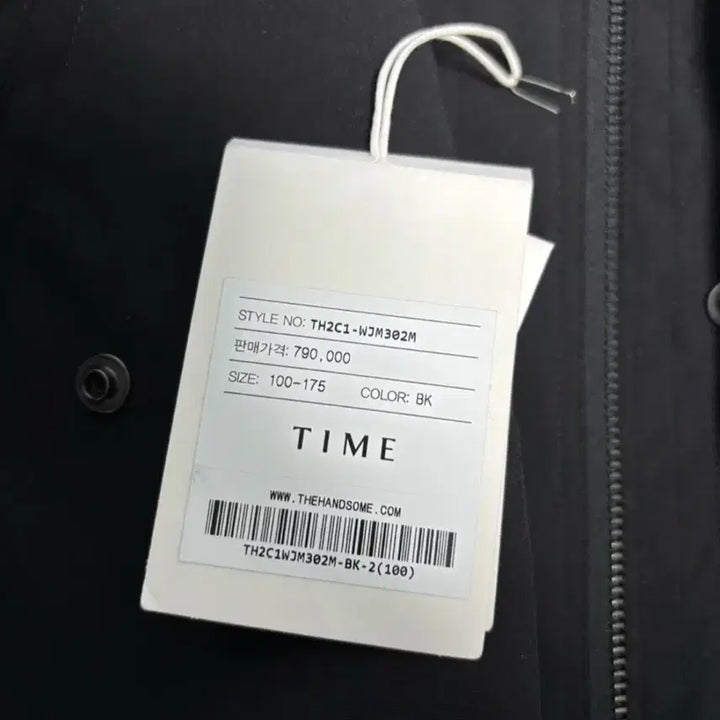 STYLE NO: TH2C1-WJM302M
판매가격: 790,000
SIZE: 100-175 COLOR: BK
TIME
WWW.THEHANDSOME.COM
TH2C1WJM302M-BK-2(100)